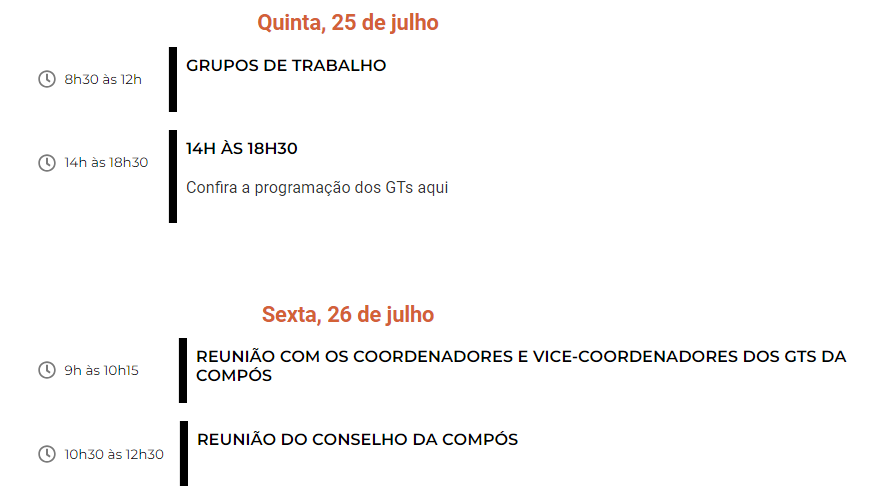 Quinta, 25 de julho
8h30 às 12h
GRUPOS DE TRABALHO
14h às 18h30
14H ÀS 18H30
Confira a programação dos GTs aqui
Sexta, 26 de julho
9h às 10h15
REUNIÃO COM OS COORDENADORES E VICE-COORDENADORES DOS GTS DA
COMPÓS
10h30 às 12h30
REUNIÃO DO CONSELHO DA COMPÓS